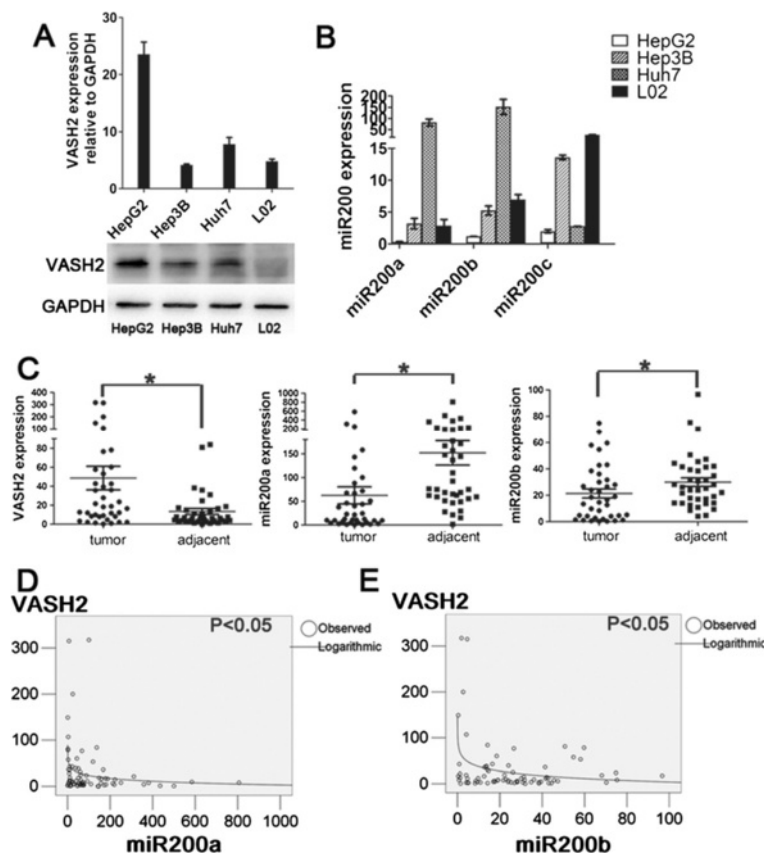 A
VASH2 expression
relative to GAPDH
30
20
10
0
HepG2
Hep3B
Huh7
L02
VASH2
GAPDH
HepG2 Hep3B Huh7 L02
B
HepG2
Hep3B
Huh7
L02
miR200 expression
200
150
100
50
15
10
5
0
miR200a
miR200b
miR200c
C
*
VASH2 expression
400
300
200
100
80
60
40
20
0
tumor adjacent
*
miR200a expression
800
600
400
200
150
100
50
0
tumor adjacent
*
miR200b expression
100
80
60
40
20
0
tumor adjacent
D
VASH2
P<0.05
Observed
Logarithmic
300
200
100
0
0 200 400 600 800 1000
miR200a
E
VASH2
P<0.05
Observed
Logarithmic
300
200
100
0
0 20 40 60 80 100
miR200b